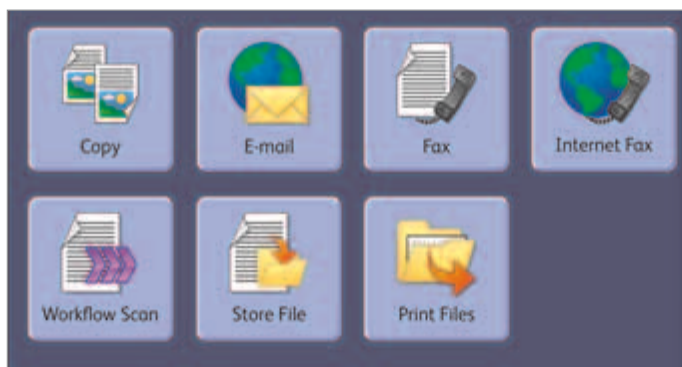 Copy
E-mail
Fax
Internet Fax
Workflow Scan
Store File
Print Files